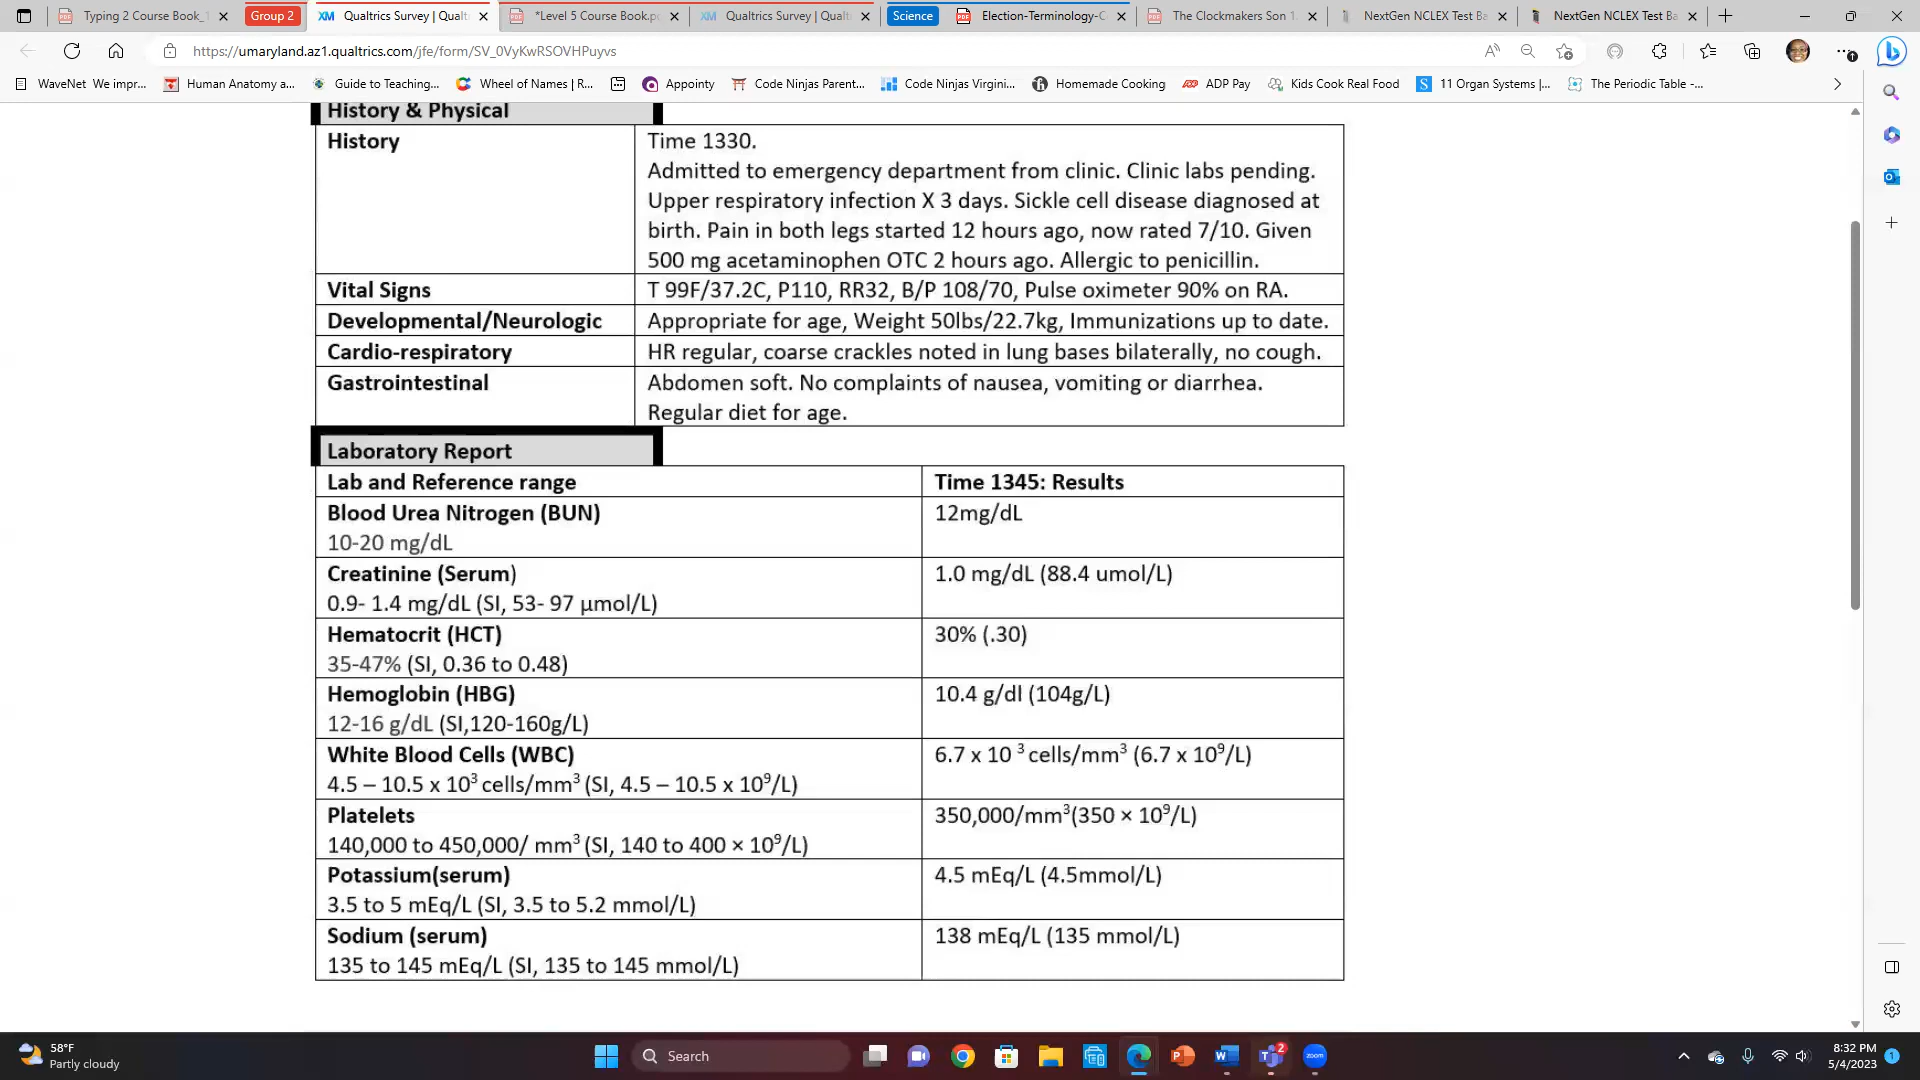 Typing 2 Course Book_
Group 2
Qualtrics Survey | Qualt
*Level 5 Course Book.p
Qualtrics Survey | Qualt
Science
Election-Terminology-C
The Clockmakers Son 1.
NextGen NCLEX Test Ba
NextGen NCLEX Test Ba
https://umaryland.az1.qualtrics.com/jfe/form/SV_0VyKwRSOVHPuyvs
WaveNet We impr...
Human Anatomy a...
Guide to Teaching...
Wheel of Names | R...
Appointy
Code Ninjas Parent...
Code Ninjas Virgini...
Homemade Cooking
ADP Pay
Kids Cook Real Food
11 Organ Systems |...
The Periodic Table -...
History & Physical
History
Time 1330.
Admitted to emergency department from clinic. Clinic labs pending.
Upper respiratory infection X 3 days. Sickle cell disease diagnosed at
birth. Pain in both legs started 12 hours ago, now rated 7/10. Given
500 mg acetaminophen OTC 2 hours ago. Allergic to penicillin.
Vital Signs
T 99F/37.2C, P110, RR32, B/P 108/70, Pulse oximeter 90% on RA.
Developmental/Neurologic
Appropriate for age, Weight 50lbs/22.7kg, Immunizations up to date.
Cardio-respiratory
HR regular, coarse crackles noted in lung bases bilaterally, no cough.
Gastrointestinal
Abdomen soft. No complaints of nausea, vomiting or diarrhea.
Regular diet for age.
Laboratory Report
Lab and Reference range
Time 1345: Results
Blood Urea Nitrogen (BUN)
10-20 mg/dL
12mg/dL
Creatinine (Serum)
0.9- 1.4 mg/dL (SI, 53- 97 µmol/L)
1.0 mg/dL (88.4 umol/L)
Hematocrit (HCT)
35-47% (SI, 0.36 to 0.48)
30% (.30)
Hemoglobin (HBG)
12-16 g/dL (SI,120-160g/L)
10.4 g/dl (104g/L)
White Blood Cells (WBC)
4.5 – 10.5 x 10³ cells/mm³ (SI, 4.5 – 10.5 x 10⁹/L)
6.7 x 10 ³ cells/mm³ (6.7 x 10⁹/L)
Platelets
140,000 to 450,000/ mm³ (SI, 140 to 400 × 10⁹/L)
350,000/mm³(350 × 10⁹/L)
Potassium(serum)
3.5 to 5 mEq/L (SI, 3.5 to 5.2 mmol/L)
4.5 mEq/L (4.5mmol/L)
Sodium (serum)
135 to 145 mEq/L (SI, 135 to 145 mmol/L)
138 mEq/L (135 mmol/L)
58°F
Partly cloudy
Search
2
zoom
8:32 PM
5/4/2023
1